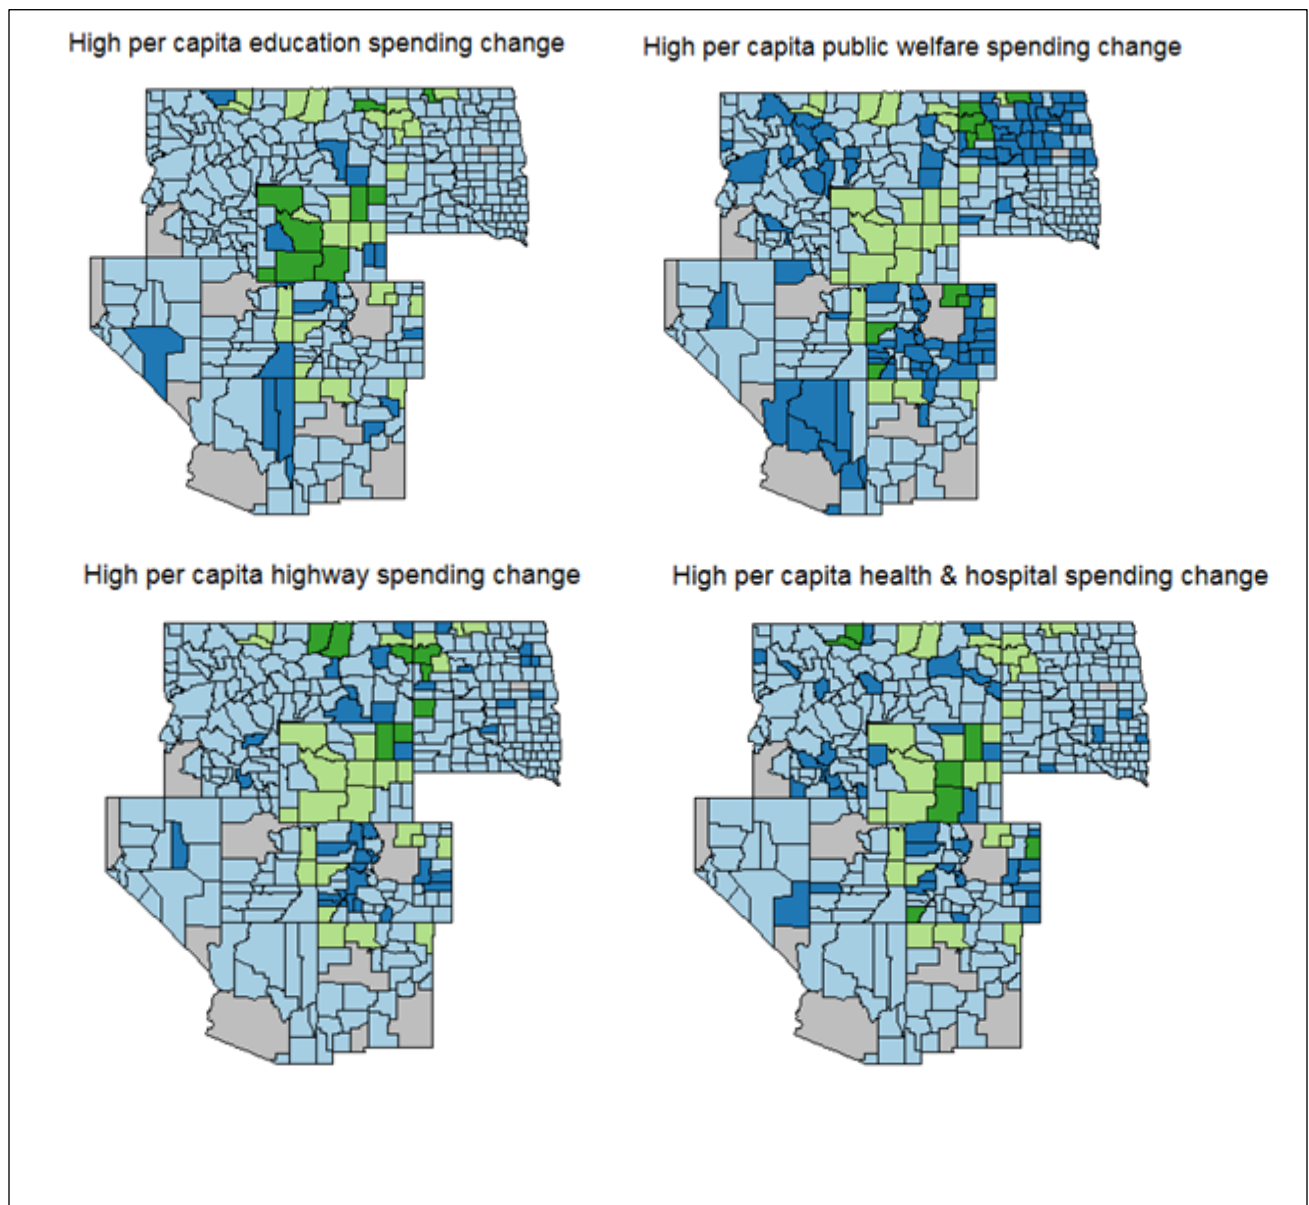 High per capita education spending change
High per capita public welfare spending change
High per capita highway spending change
High per capita health & hospital spending change